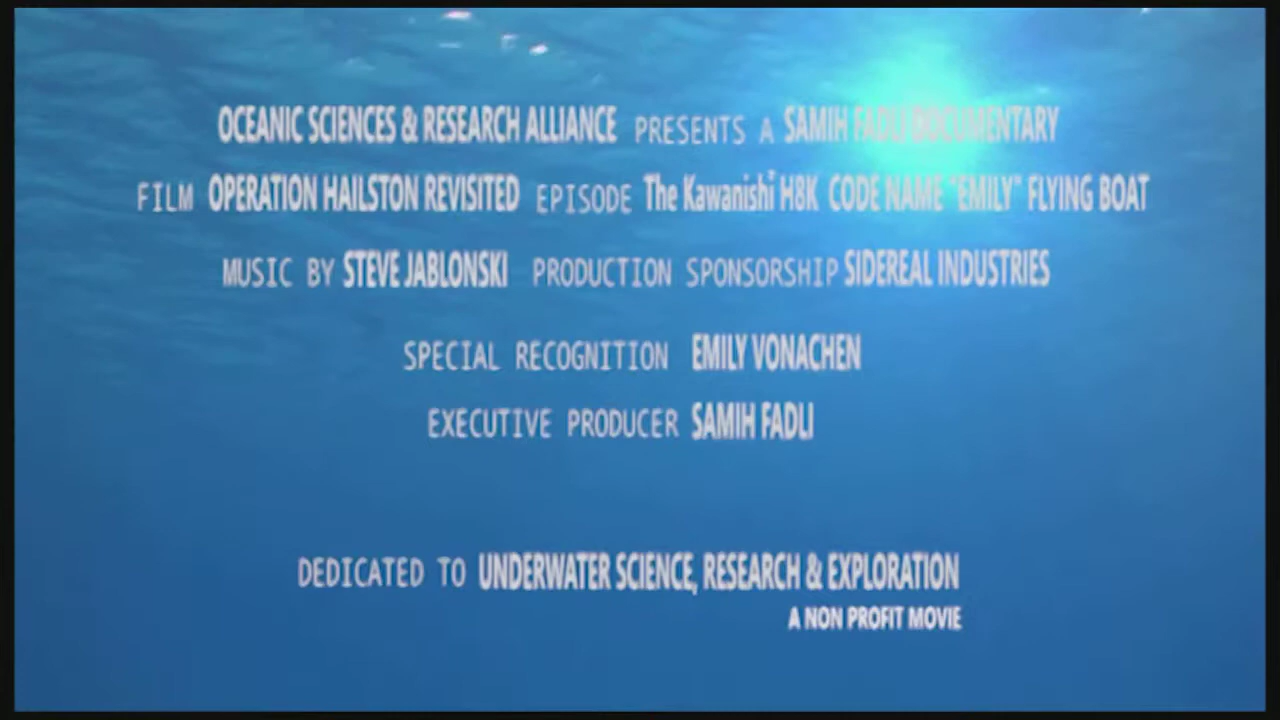 OCEANIC SCIENCES & RESEARCH ALLIANCE PRESENTS A SAMIH FADLI DOCUMENTARY
FILM OPERATION HAILSTON REVISITED EPISODE The Kawanishi H8K CODE NAME "EMILY" FLYING BOAT
MUSIC BY STEVE JABLONSKI PRODUCTION SPONSORSHIP SIDEREAL INDUSTRIES
SPECIAL RECOGNITION EMILY VONACHEN
EXECUTIVE PRODUCER SAMIH FADLI
DEDICATED TO UNDERWATER SCIENCE, RESEARCH & EXPLORATION
A NON PROFIT MOVIE